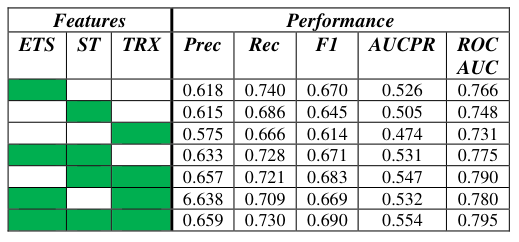 Features Performance
ETS ST TRX Prec Rec F1 AUCPR ROC AUC
0.618 0.740 0.670 0.526 0.766
0.615 0.686 0.645 0.505 0.748
0.575 0.666 0.614 0.474 0.731
0.633 0.728 0.671 0.531 0.775
0.657 0.721 0.683 0.547 0.790
6.638 0.709 0.669 0.532 0.780
0.659 0.730 0.690 0.554 0.795